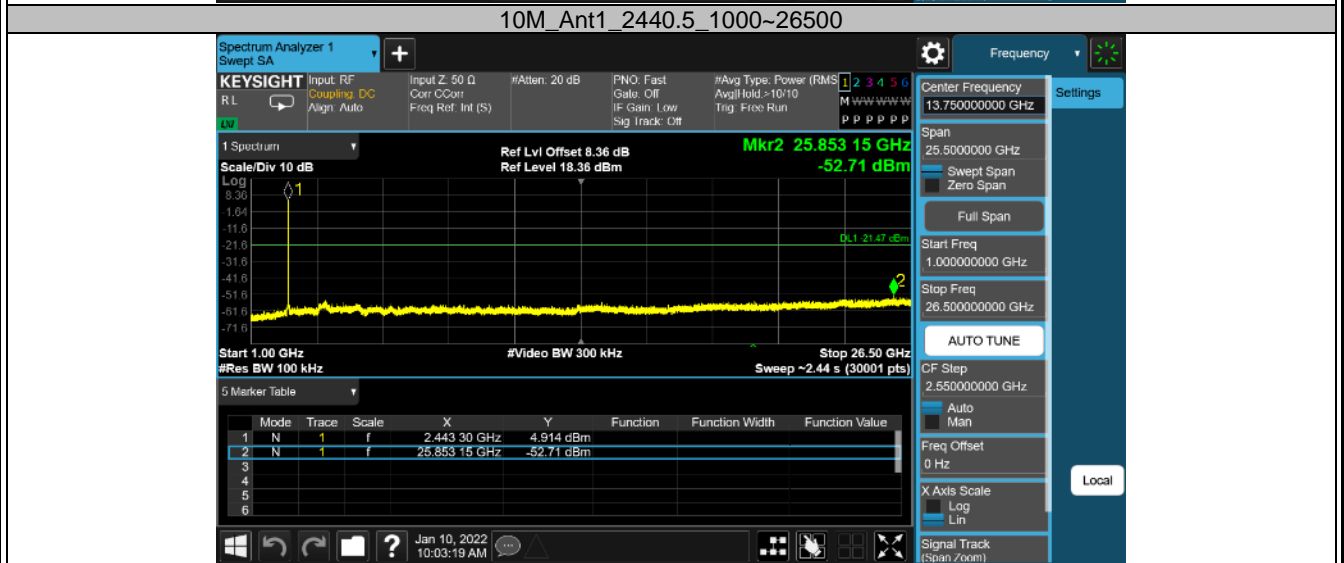 10M_Ant1_2440.5_1000~26500
Spectrum Analyzer 1
Swept SA
+
Frequency
KEYSIGHT
RL
Input: RF
Coupling: DC
Align: Auto
Input Z: 50 Ω
Corr CCorr
Freq Ref: Int (S)
#Atten: 20 dB
PNO: Fast
Gate: Off
IF Gain: Low
Sig Track: Off
#Avg Type: Power (RMS
Avg|Hold:>10/10
Trig: Free Run
1 2 3 4 5 6
M W W W W W
P P P P P P
1 Spectrum
Scale/Div 10 dB
Ref Lvl Offset 8.36 dB
Ref Level 18.36 dBm
Mkr2 25.853 15 GHz
-52.71 dBm
Log
8.36
-1.64
-11.6
-21.6
-31.6
-41.6
-51.6
-61.6
-71.6
1
2
DL1 -21.47 dBm
Start 1.00 GHz
#Res BW 100 kHz
#Video BW 300 kHz
Stop 26.50 GHz
Sweep ~2.44 s (30001 pts)
5 Marker Table
Mode Trace Scale X Y Function Function Width Function Value
1 N 1 f 2.443 30 GHz 4.914 dBm
2 N 1 f 25.853 15 GHz -52.71 dBm
3
4
5
6
?
Jan 10, 2022
10:03:19 AM
Center Frequency
13.750000000 GHz
Span
25.5000000 GHz
Swept Span
Zero Span
Full Span
Start Freq
1.000000000 GHz
Stop Freq
26.500000000 GHz
AUTO TUNE
CF Step
2.550000000 GHz
Auto
Man
Freq Offset
0 Hz
X Axis Scale
Log
Lin
Signal Track
(Span Zoom)
Settings
Local